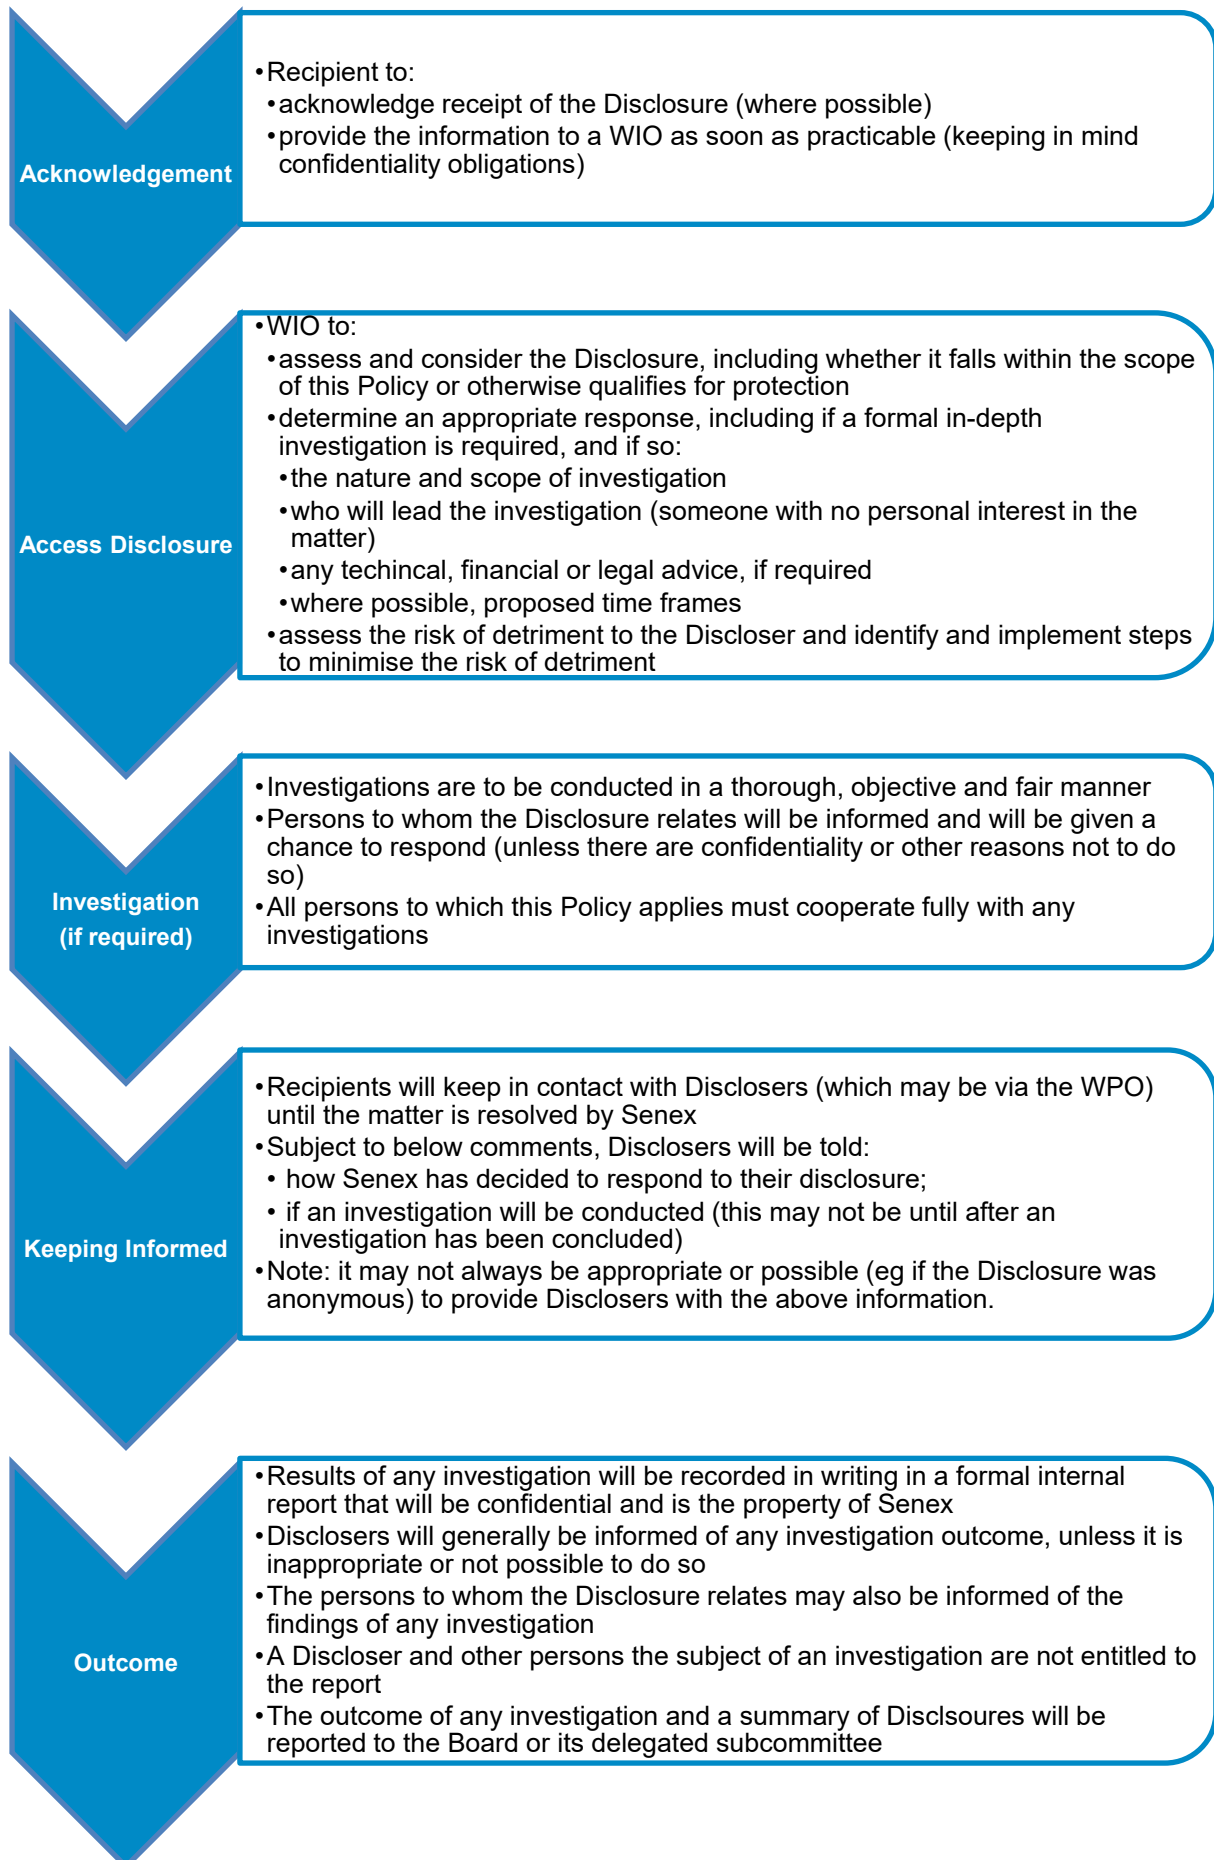 Acknowledgement
•Recipient to:
•acknowledge receipt of the Disclosure (where possible)
•provide the information to a WIO as soon as practicable (keeping in mind
confidentiality obligations)
Access Disclosure
•WIO to:
•assess and consider the Disclosure, including whether it falls within the scope
of this Policy or otherwise qualifies for protection
•determine an appropriate response, including if a formal in-depth
investigation is required, and if so:
•the nature and scope of investigation
•who will lead the investigation (someone with no personal interest in the
matter)
•any techincal, financial or legal advice, if required
•where possible, proposed time frames
•assess the risk of detriment to the Discloser and identify and implement steps
to minimise the risk of detriment
Investigation
(if required)
•Investigations are to be conducted in a thorough, objective and fair manner
•Persons to whom the Disclosure relates will be informed and will be given a
chance to respond (unless there are confidentiality or other reasons not to do
so)
•All persons to which this Policy applies must cooperate fully with any
investigations
Keeping Informed
•Recipients will keep in contact with Disclosers (which may be via the WPO)
until the matter is resolved by Senex
•Subject to below comments, Disclosers will be told:
• how Senex has decided to respond to their disclosure;
• if an investigation will be conducted (this may not be until after an
investigation has been concluded)
•Note: it may not always be appropriate or possible (eg if the Disclosure was
anonymous) to provide Disclosers with the above information.
Outcome
•Results of any investigation will be recorded in writing in a formal internal
report that will be confidential and is the property of Senex
•Disclosers will generally be informed of any investigation outcome, unless it is
inappropriate or not possible to do so
•The persons to whom the Disclosure relates may also be informed of the
findings of any investigation
•A Discloser and other persons the subject of an investigation are not entitled to
the report
•The outcome of any investigation and a summary of Disclsoures will be
reported to the Board or its delegated subcommittee